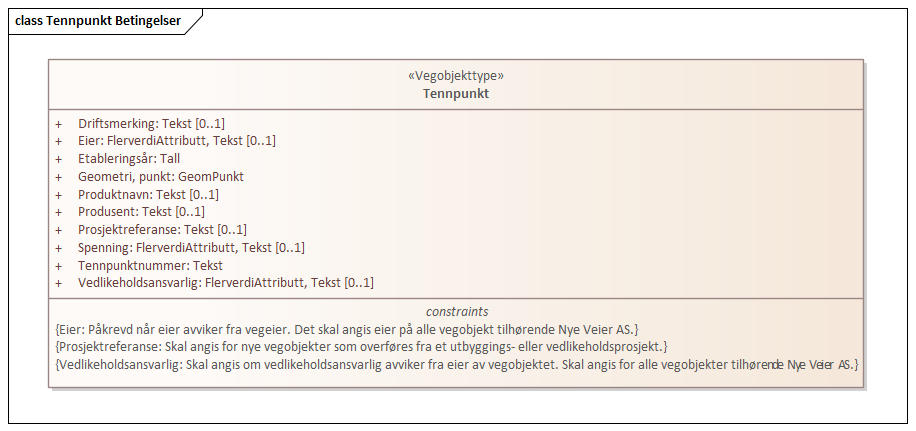 class Tennpunkt Betingelser
«Vegobjekttype»
Tennpunkt
+ Driftsmerking: Tekst [0..1]
+ Eier: FlerverdiAttributt, Tekst [0..1]
+ Etableringsår: Tall
+ Geometri, punkt: GeomPunkt
+ Produktnavn: Tekst [0..1]
+ Produsent: Tekst [0..1]
+ Prosjektreferanse: Tekst [0..1]
+ Spenning: FlerverdiAttributt, Tekst [0..1]
+ Tennpunktnummer: Tekst
+ Vedlikeholdsansvarlig: FlerverdiAttributt, Tekst [0..1]
constraints
{Eier: Påkrevd når eier avviker fra vegeier. Det skal angis eier på alle vegobjekt tilhørende Nye Veier AS.}
{Prosjektreferanse: Skal angis for nye vegobjekter som overføres fra et utbyggings- eller vedlikeholdsprosjekt.}
{Vedlikeholdsansvarlig: Skal angis om vedlikeholdsansvarlig avviker fra eier av vegobjektet. Skal angis for alle vegobjekter tilhørende Nye Veier AS.}